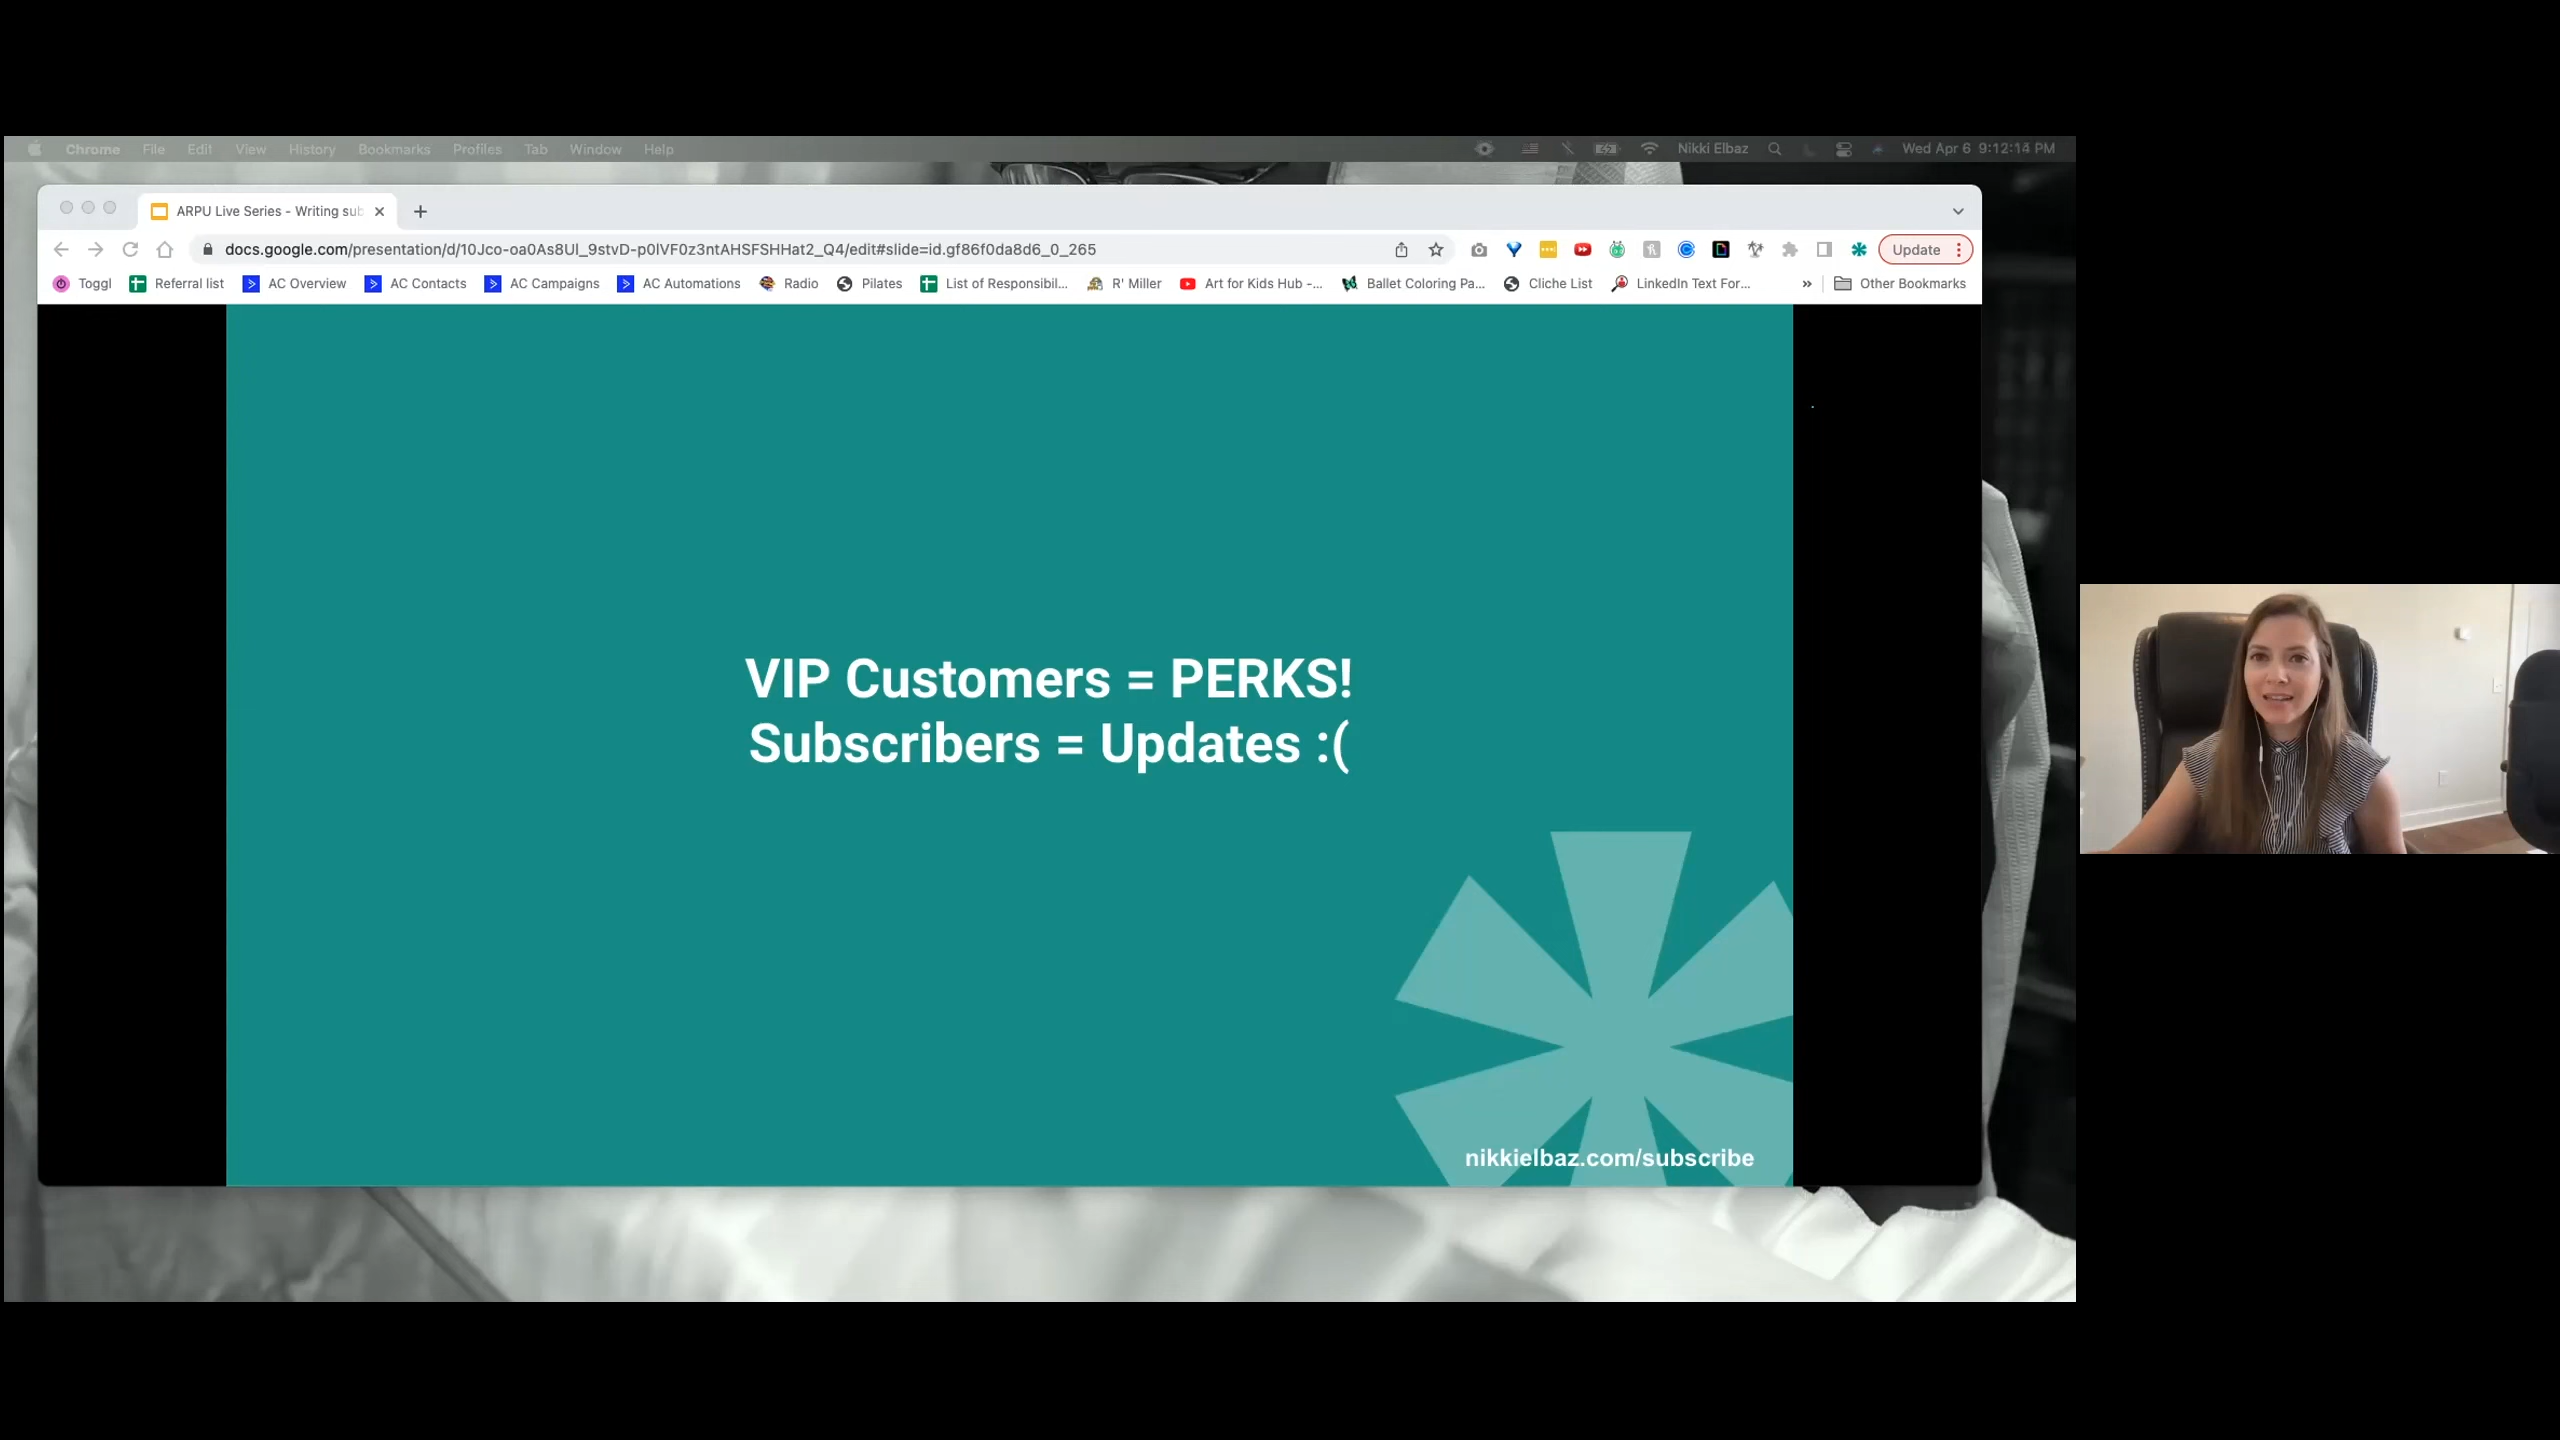 Chrome File Edit View History Bookmarks Profiles Tab Window Help Nikki Elbaz Wed Apr 6 9:12:14 PM
ARPU Live Series - Writing sub
docs.google.com/presentation/d/10Jco-oa0As8UI_9stvD-p0lVF0z3ntAHSFSHHat2_Q4/edit#slide=id.gf86f0da8d6_0_265 Update
Toggl Referral list AC Overview AC Contacts AC Campaigns AC Automations Radio Pilates List of Responsibil... R' Miller Art for Kids Hub -... Ballet Coloring Pa... Cliche List LinkedIn Text For... » Other Bookmarks
VIP Customers = PERKS!
Subscribers = Updates :(
nikkielbaz.com/subscribe